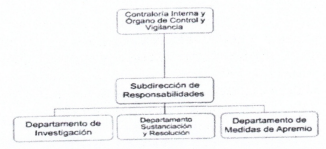 Contraloría Interna y
Órgano de Control y
Vigilancia
Subdirección de
Responsabilidades
Departamento de
Investigación
Departamento
Sustanciación
y Resolución
Departamento de
Medidas de Apremio